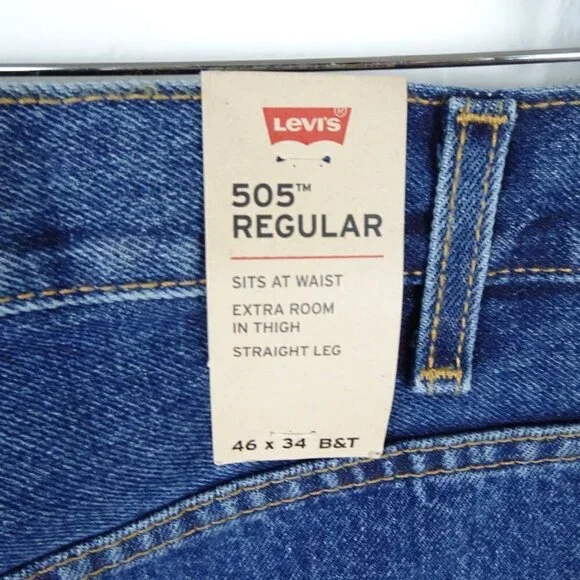 Levi's ®
505™
REGULAR
SITS AT WAIST
EXTRA ROOM
IN THIGH
STRAIGHT LEG
46 x 34 B&T